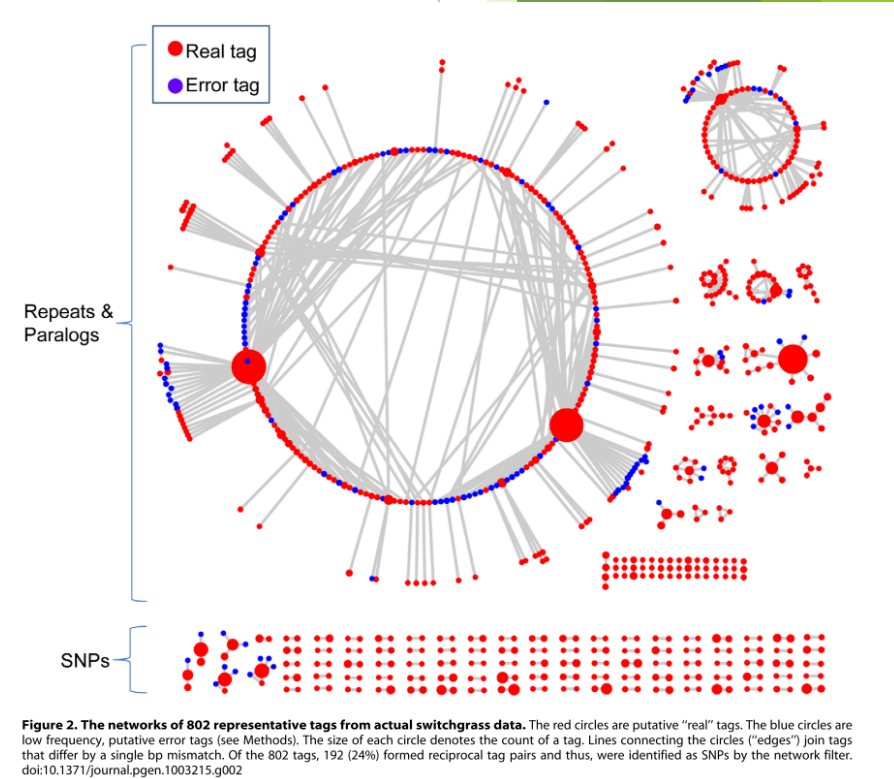 Real tag
Error tag
Repeats &
Paralogs
SNPs
Figure 2. The networks of 802 representative tags from actual switchgrass data. The red circles are putative ‘‘real’’ tags. The blue circles are
low frequency, putative error tags (see Methods). The size of each circle denotes the count of a tag. Lines connecting the circles (‘‘edges’’) join tags
that differ by a single bp mismatch. Of the 802 tags, 192 (24%) formed reciprocal tag pairs and thus, were identified as SNPs by the network filter.
doi:10.1371/journal.pgen.1003215.g002